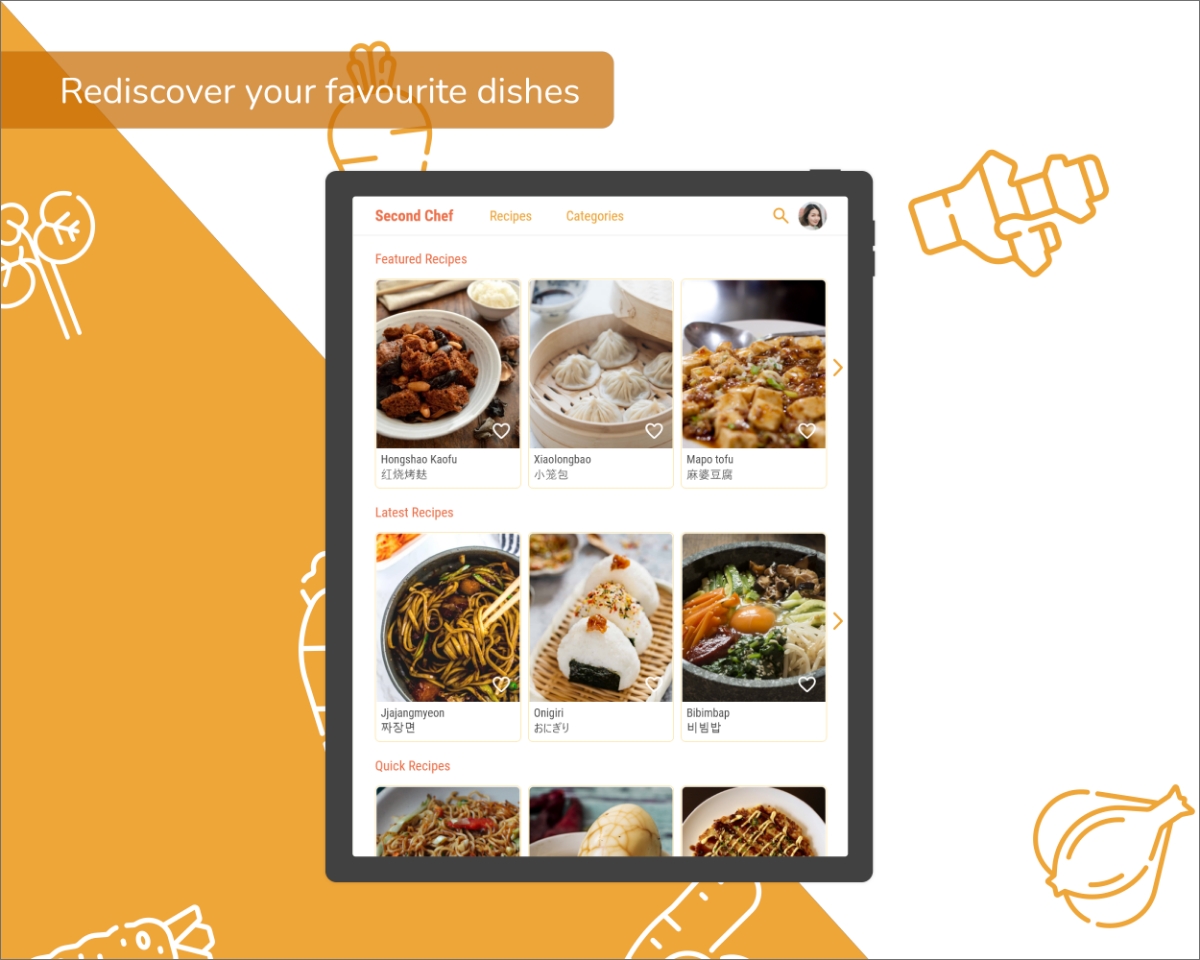 Rediscover your favourite dishes
Second Chef
Recipes
Categories
Featured Recipes
Hongshao Kaofu
红烧烤麸
Xiaolongbao
小笼包
Mapo tofu
麻婆豆腐
Latest Recipes
Jjajangmyeon
짜장면
Onigiri
おにぎり
Bibimbap
비빔밥
Quick Recipes